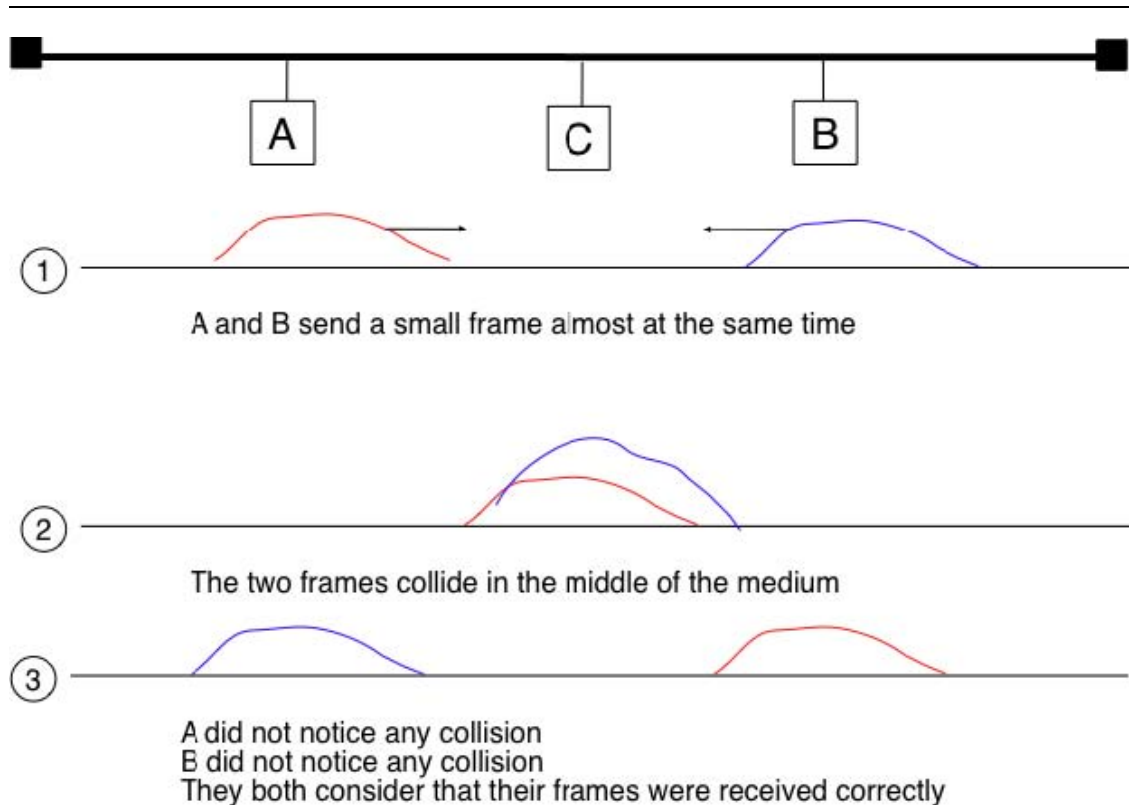 A
C
B
1
A and B send a small frame almost at the same time
2
The two frames collide in the middle of the medium
3
A did not notice any collision
B did not notice any collision
They both consider that their frames were received correctly